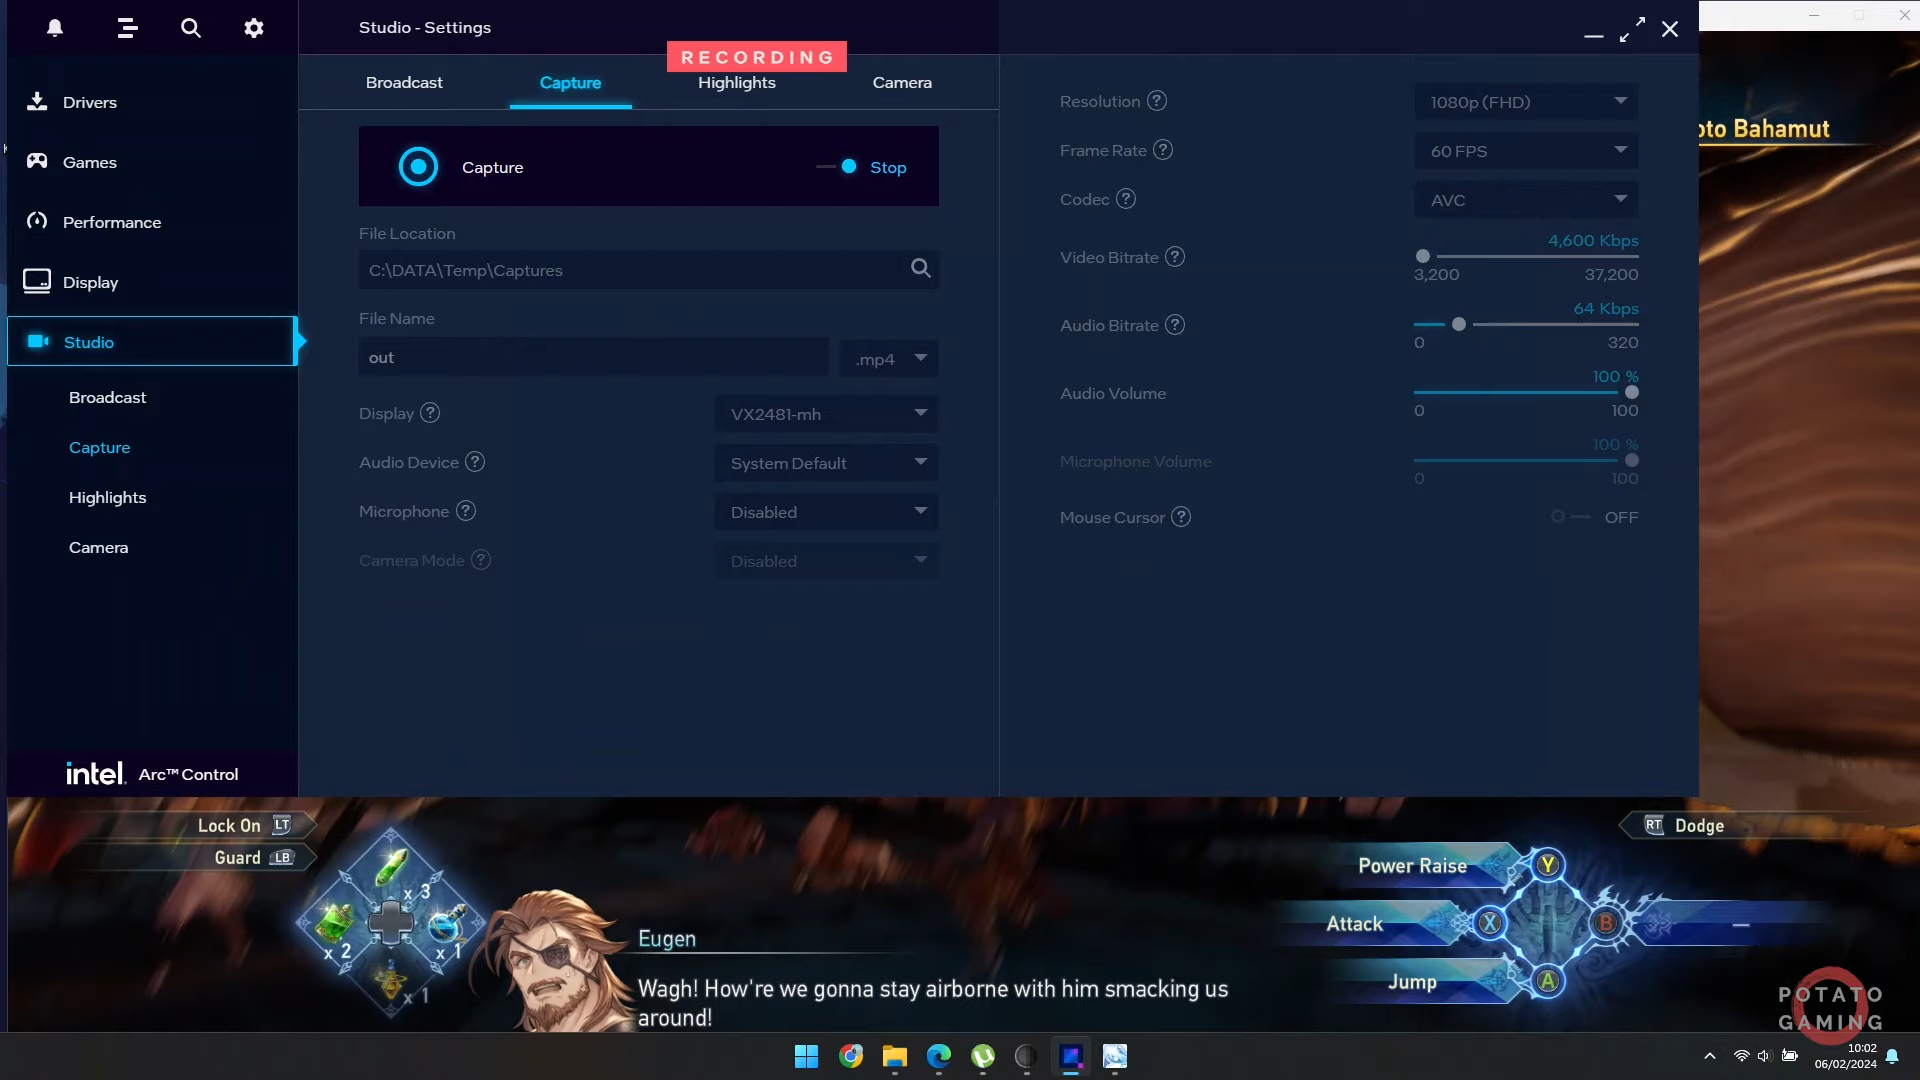 Studio - Settings
RECORDING
Broadcast
Capture
Highlights
Camera
Drivers
Games
Performance
Display
Studio
Broadcast
Capture
Highlights
Camera
intel. Arc™ Control
Capture
Stop
File Location
C:\DATA\Temp\Captures
File Name
out
.mp4
Display ?
VX2481-mh
Audio Device ?
System Default
Microphone ?
Disabled
Camera Mode ?
Disabled
Resolution ?
1080p (FHD)
Frame Rate ?
60 FPS
Codec ?
AVC
4,600 Kbps
Video Bitrate ?
3,200
37,200
64 Kbps
Audio Bitrate ?
0
320
100 %
Audio Volume
0
100
100 %
Microphone Volume
0
100
Mouse Cursor ?
OFF
oto Bahamut
Lock On LT
Guard LB
x 3
x 2
x 1
x 1
Eugen
Wagh! How're we gonna stay airborne with him smacking us
around!
RT Dodge
Power Raise Y
Attack X
B
Jump A
POTATO
GAMING
10:02
06/02/2024